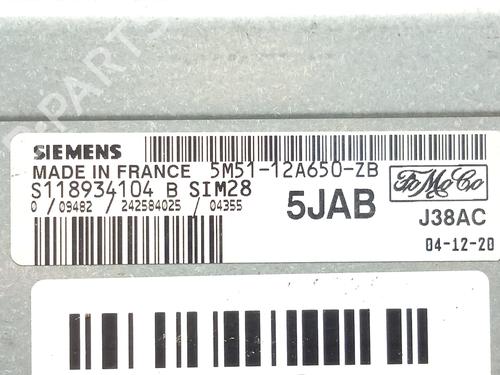 SIEMENS
MADE IN FRANCE 5M51-12A650-ZB
S118934104 B SIM28
0 / 09482 / 242584025 / 04355
5JAB
FoMoCo
J38AC
04-12-20